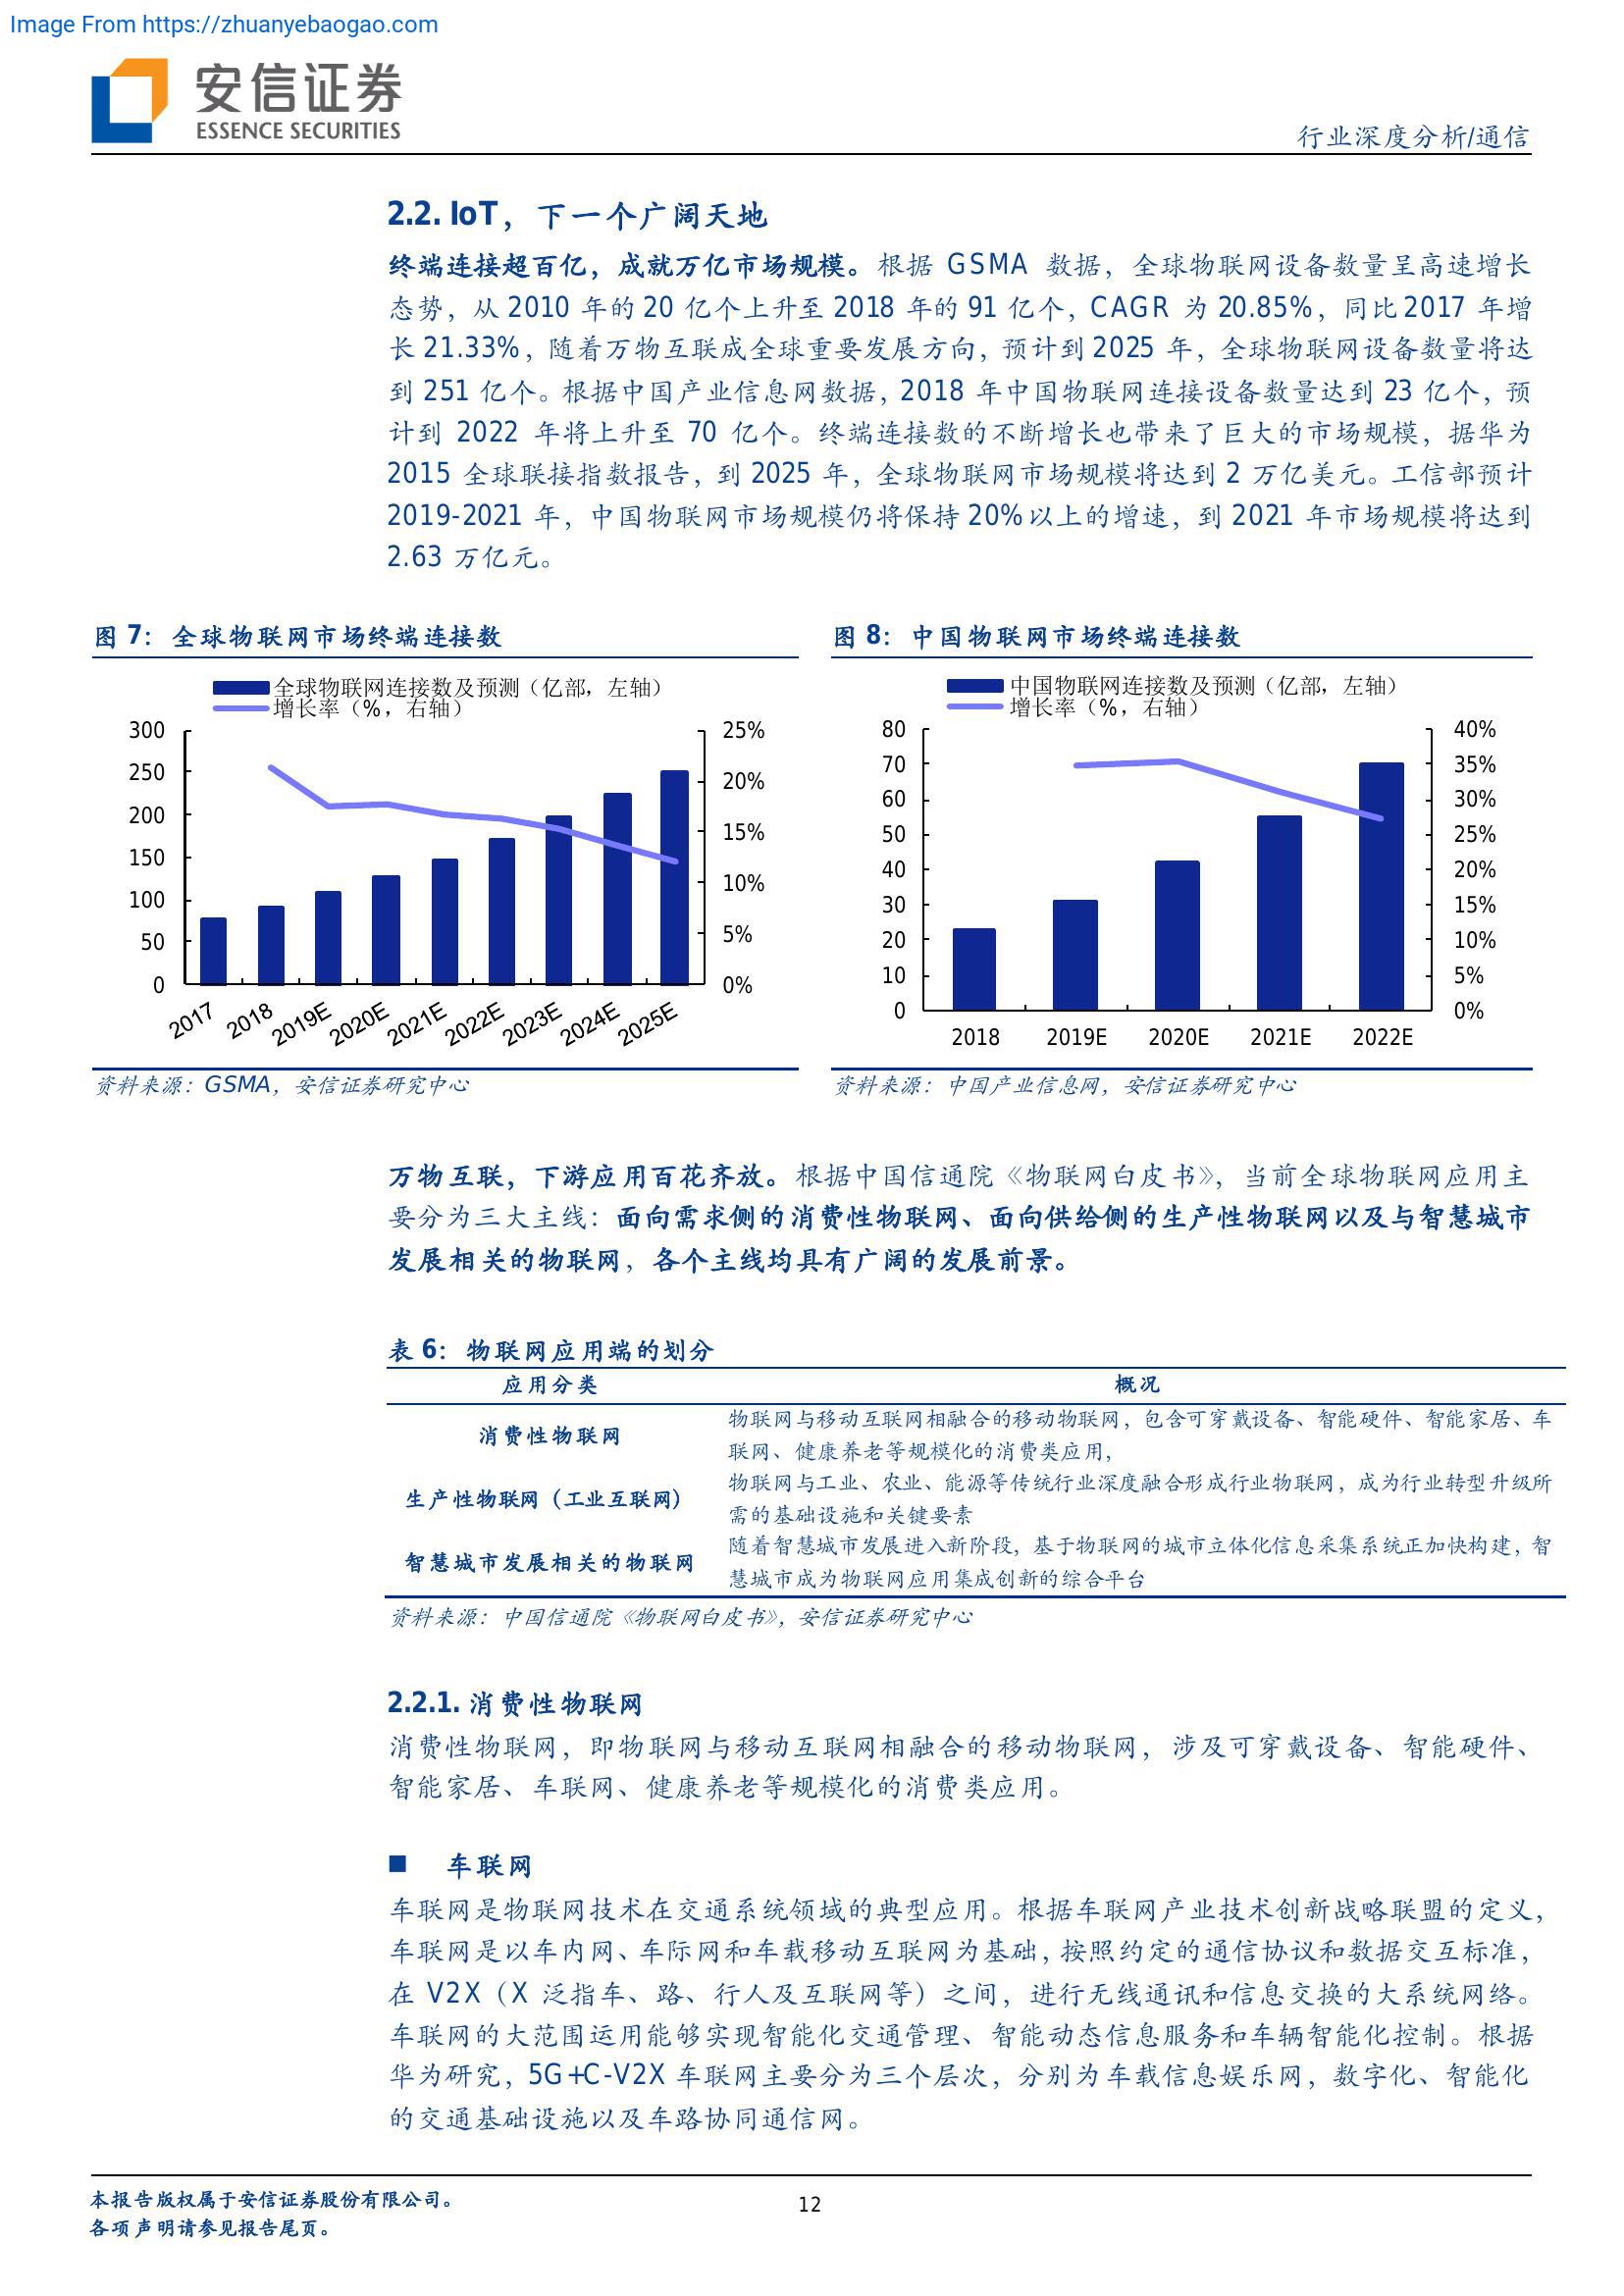 Image From https://zhuanyebaogao.com
安信证券
ESSENCE SECURITIES
行业深度分析/通信
2.2. IoT，下一个广阔天地
终端连接超百亿，成就万亿市场规模。根据 GSMA 数据，全球物联网设备数量呈高速增长
态势，从 2010 年的 20 亿个上升至 2018 年的 91 亿个，CAGR 为 20.85%，同比 2017 年增
长 21.33%，随着万物互联成全球重要发展方向，预计到 2025 年，全球物联网设备数量将达
到 251 亿个。根据中国产业信息网数据，2018 年中国物联网连接设备数量达到 23 亿个，预
计到 2022 年将上升至 70 亿个。终端连接数的不断增长也带来了巨大的市场规模，据华为
2015 全球联接指数报告，到 2025 年，全球物联网市场规模将达到 2 万亿美元。工信部预计
2019-2021 年，中国物联网市场规模仍将保持 20%以上的增速，到 2021 年市场规模将达到
2.63 万亿元。
图 7：全球物联网市场终端连接数
全球物联网连接数及预测（亿部，左轴）
增长率（%，右轴）
300
250
200
150
100
50
0
25%
20%
15%
10%
5%
0%
2017
2018
2019E
2020E
2021E
2022E
2023E
2024E
2025E
资料来源：GSMA，安信证券研究中心
图 8：中国物联网市场终端连接数
中国物联网连接数及预测（亿部，左轴）
增长率（%，右轴）
80
70
60
50
40
30
20
10
0
40%
35%
30%
25%
20%
15%
10%
5%
0%
2018
2019E
2020E
2021E
2022E
资料来源：中国产业信息网，安信证券研究中心
万物互联，下游应用百花齐放。根据中国信通院《物联网白皮书》，当前全球物联网应用主
要分为三大主线：面向需求侧的消费性物联网、面向供给侧的生产性物联网以及与智慧城市
发展相关的物联网，各个主线均具有广阔的发展前景。
表 6：物联网应用端的划分
应用分类 概况
消费性物联网
物联网与移动互联网相融合的移动物联网，包含可穿戴设备、智能硬件、智能家居、车
联网、健康养老等规模化的消费类应用，
生产性物联网（工业互联网）
物联网与工业、农业、能源等传统行业深度融合形成行业物联网，成为行业转型升级所
需的基础设施和关键要素
智慧城市发展相关的物联网
随着智慧城市发展进入新阶段，基于物联网的城市立体化信息采集系统正加快构建，智
慧城市成为物联网应用集成创新的综合平台
资料来源：中国信通院《物联网白皮书》，安信证券研究中心
2.2.1. 消费性物联网
消费性物联网，即物联网与移动互联网相融合的移动物联网，涉及可穿戴设备、智能硬件、
智能家居、车联网、健康养老等规模化的消费类应用。
■ 车联网
车联网是物联网技术在交通系统领域的典型应用。根据车联网产业技术创新战略联盟的定义，
车联网是以车内网、车际网和车载移动互联网为基础，按照约定的通信协议和数据交互标准，
在 V2X（X 泛指车、路、行人及互联网等）之间，进行无线通讯和信息交换的大系统网络。
车联网的大范围运用能够实现智能化交通管理、智能动态信息服务和车辆智能化控制。根据
华为研究，5G+C-V2X 车联网主要分为三个层次，分别为车载信息娱乐网，数字化、智能化
的交通基础设施以及车路协同通信网。
本报告版权属于安信证券股份有限公司。
各项声明请参见报告尾页。
12